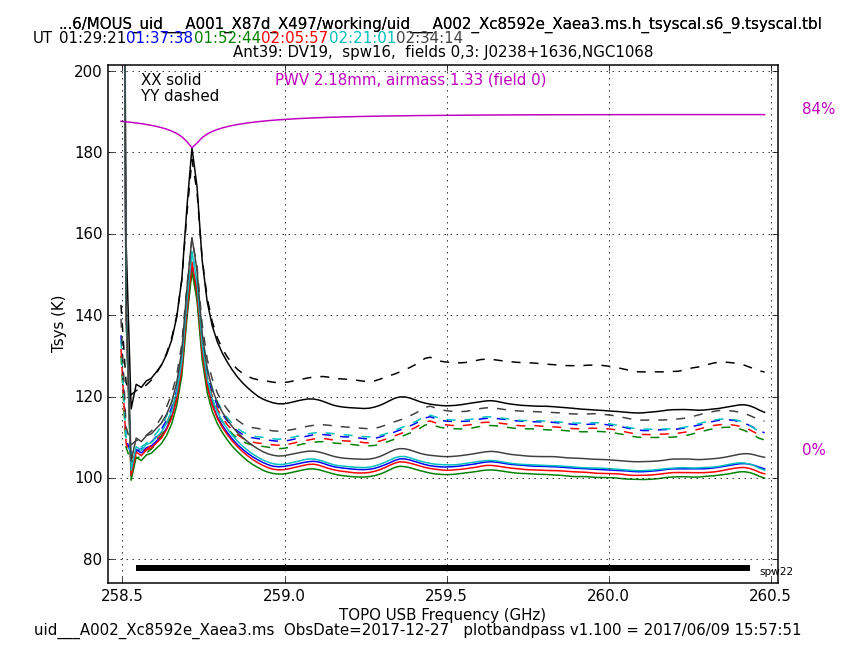 ...6/MOUS_uid___A001_X87d_X497/working/uid___A002_Xc8592e_Xaea3.ms.h_tsyscal.s6_9.tsyscal.tbl
UT 01:29:21 01:37:38 01:52:44 02:05:57 02:21:01 02:34:14
Ant39: DV19, spw16, fields 0,3: J0238+1636,NGC1068
XX solid
YY dashed
PWV 2.18mm, airmass 1.33 (field 0)
84%
0%
200
180
160
140
120
100
80
Tsys (K)
spw22
258.5 259.0 259.5 260.0 260.5
TOPO USB Frequency (GHz)
uid___A002_Xc8592e_Xaea3.ms ObsDate=2017-12-27 plotbandpass v1.100 = 2017/06/09 15:57:51